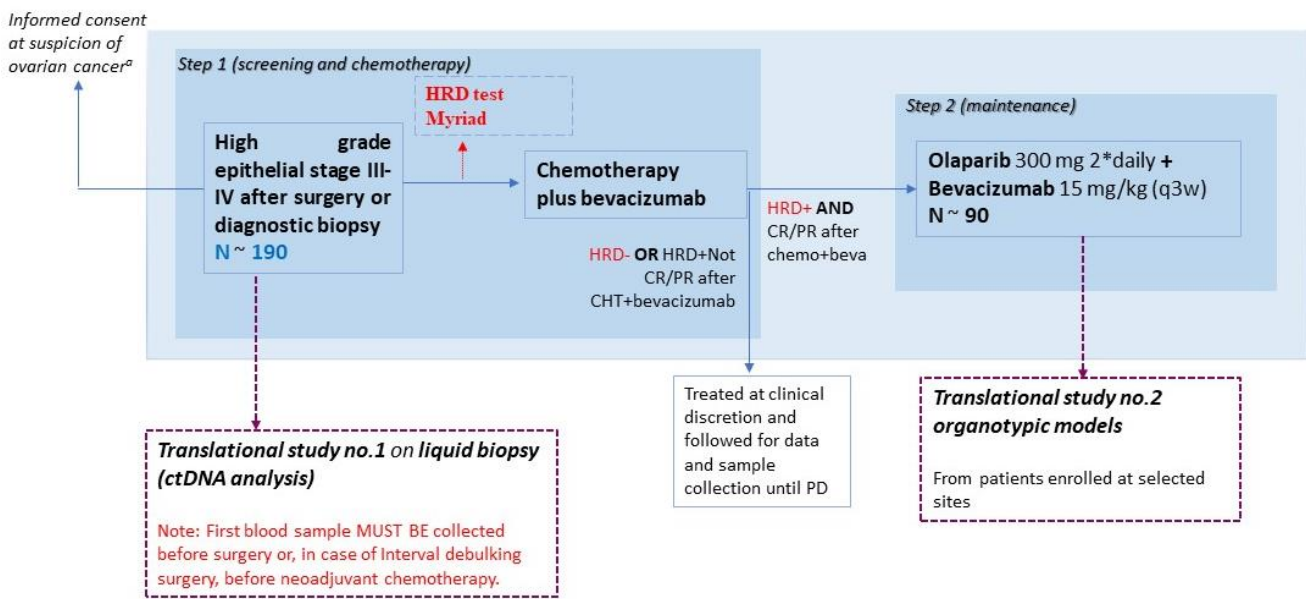 Informed consent
at suspicion of
ovarian cancerᵃ
Step 1 (screening and chemotherapy)
HRD test
Myriad
High grade
epithelial stage III-
IV after surgery or
diagnostic biopsy
N ~ 190
Chemotherapy
plus bevacizumab
HRD- OR HRD+Not
CR/PR after
CHT+bevacizumab
HRD+ AND
CR/PR after
chemo+beva
Step 2 (maintenance)
Olaparib 300 mg 2*daily +
Bevacizumab 15 mg/kg (q3w)
N ~ 90
Treated at clinical
discretion and
followed for data
and sample
collection until PD
Translational study no.1 on liquid biopsy
(ctDNA analysis)
Note: First blood sample MUST BE collected
before surgery or, in case of Interval debulking
surgery, before neoadjuvant chemotherapy.
Translational study no.2
organotypic models
From patients enrolled at selected
sites